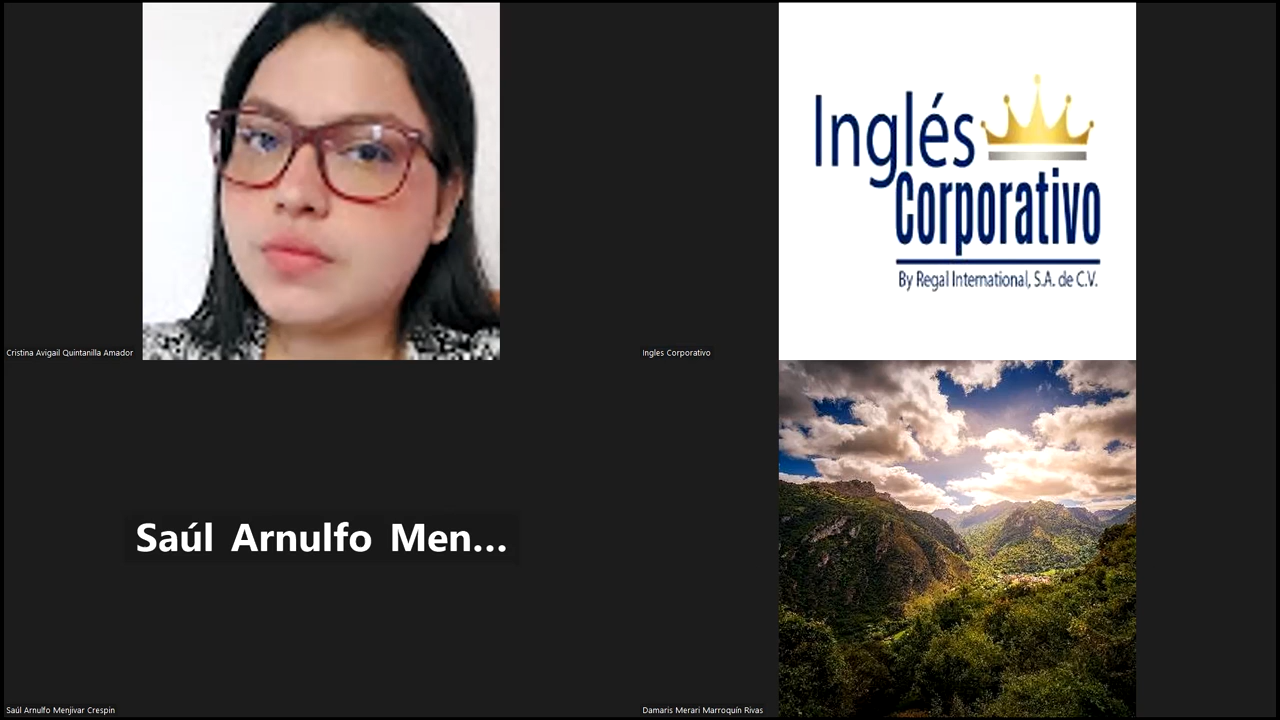 Inglés
Corporativo
By Regal International, S.A. de C.V.
Cristina Avigail Quintanilla Amador
Ingles Corporativo
Saúl Arnulfo Men...
Saúl Arnulfo Menjivar Crespin
Damaris Merari Marroquín Rivas